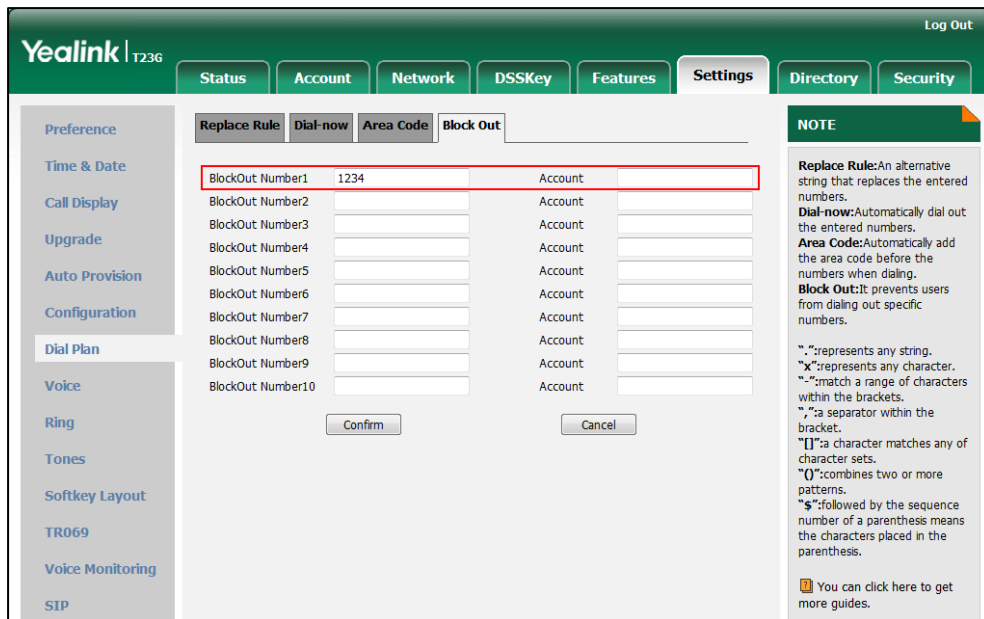 Log Out
Yealink | T23G
Status Account Network DSSKey Features Settings Directory Security
Preference
Time & Date
Call Display
Upgrade
Auto Provision
Configuration
Dial Plan
Voice
Ring
Tones
Softkey Layout
TR069
Voice Monitoring
SIP
Replace Rule Dial-now Area Code Block Out
BlockOut Number1 1234 Account
BlockOut Number2 Account
BlockOut Number3 Account
BlockOut Number4 Account
BlockOut Number5 Account
BlockOut Number6 Account
BlockOut Number7 Account
BlockOut Number8 Account
BlockOut Number9 Account
BlockOut Number10 Account
Confirm Cancel
NOTE
Replace Rule:An alternative
string that replaces the entered
numbers.
Dial-now:Automatically dial out
the entered numbers.
Area Code:Automatically add
the area code before the
numbers when dialing.
Block Out:It prevents users
from dialing out specific
numbers.
".":represents any string.
"x":represents any character.
"-":match a range of characters
within the brackets.
",":a separator within the
bracket.
"[]":a character matches any of
character sets.
"()":combines two or more
patterns.
"$":followed by the sequence
number of a parenthesis means
the characters placed in the
parenthesis.
You can click here to get
more guides.